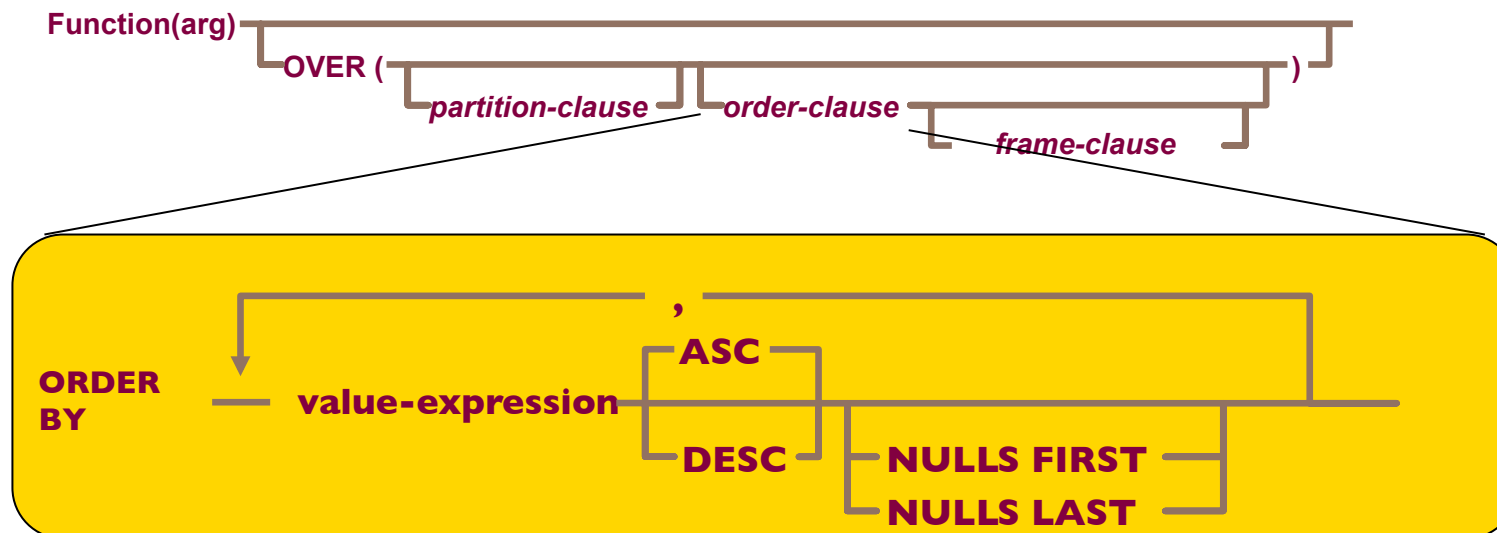 Function(arg)
OVER ( )
partition-clause order-clause
frame-clause
,
ASC
ORDER
BY
value-expression
DESC
NULLS FIRST
NULLS LAST